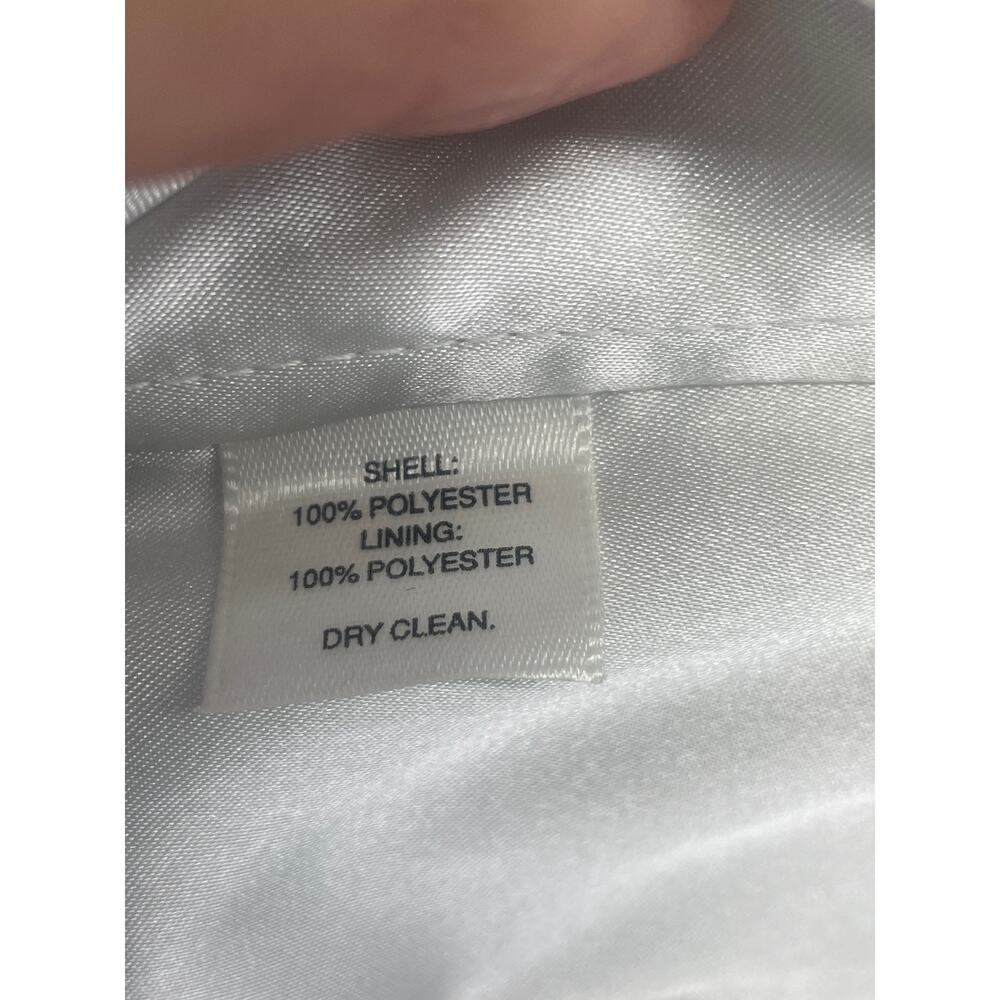 SHELL:
100% POLYESTER
LINING:
100% POLYESTER
DRY CLEAN.